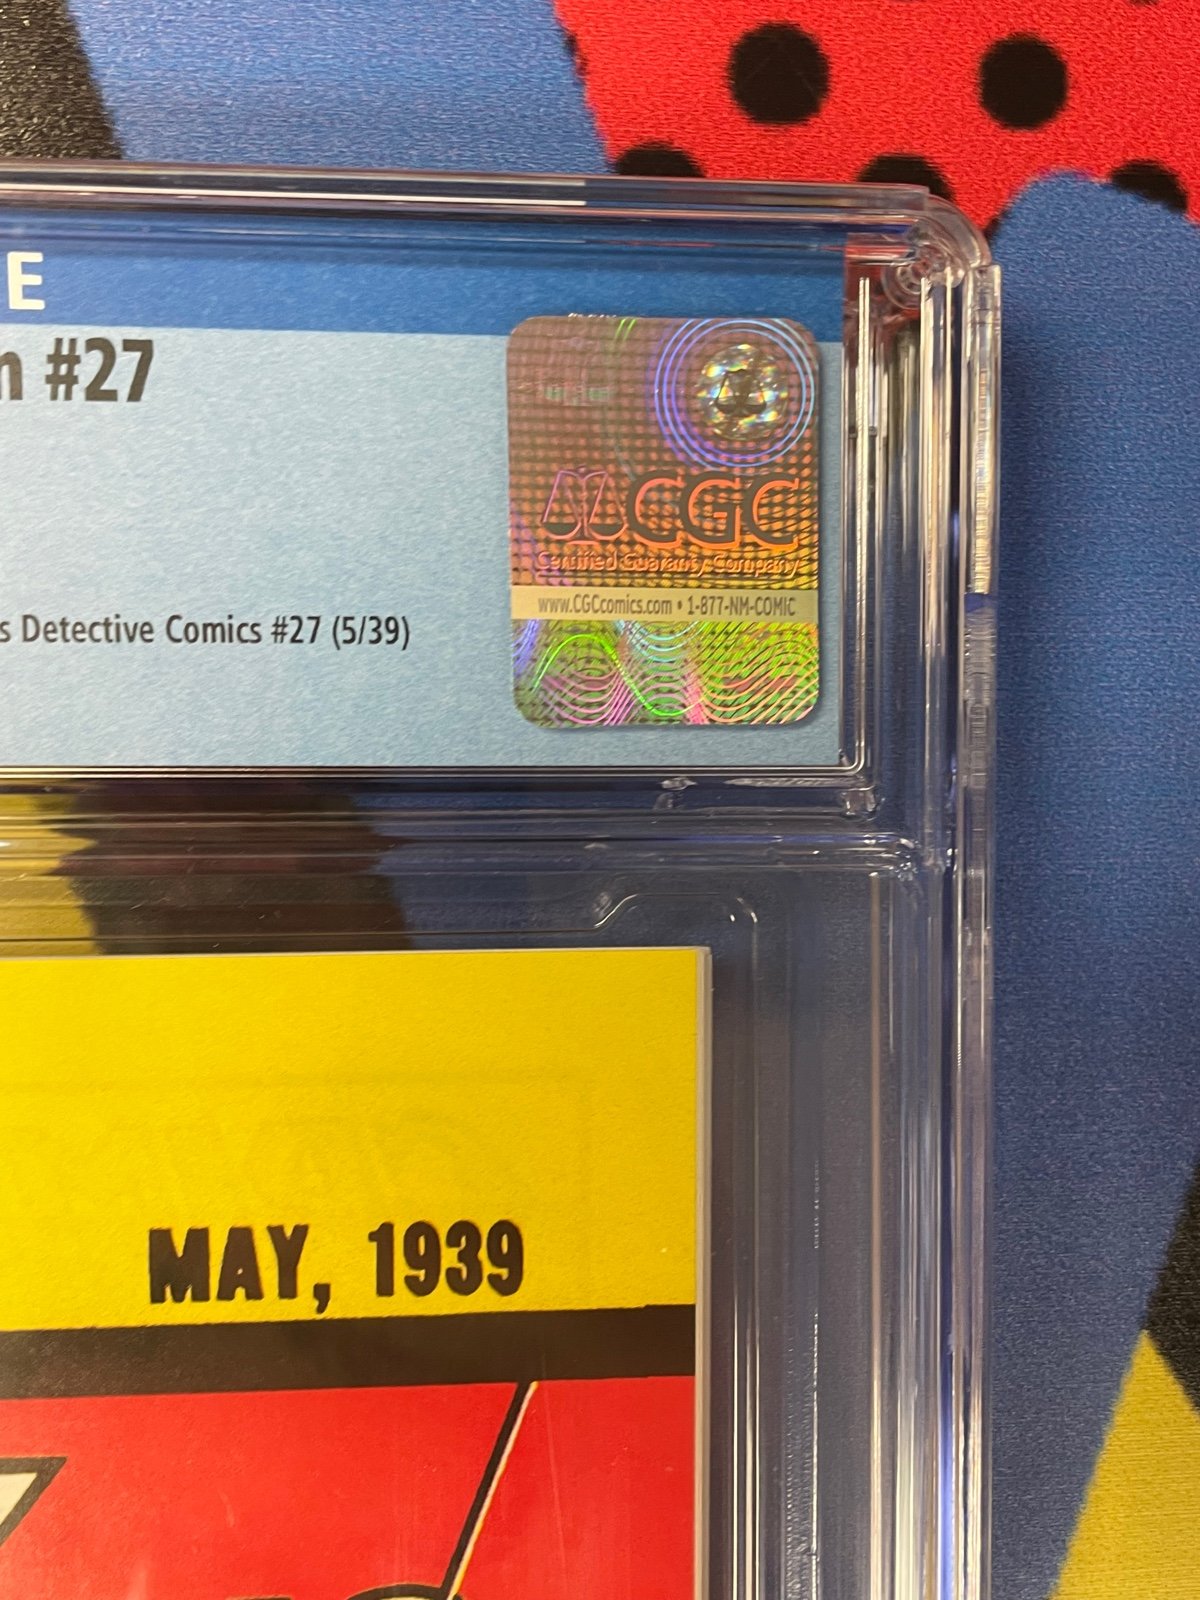 E
n #27
s Detective Comics #27 (5/39)
CGC
Certified Guaranty Company
www.CGCcomics.com • 1-877-NM-COMIC
MAY, 1939